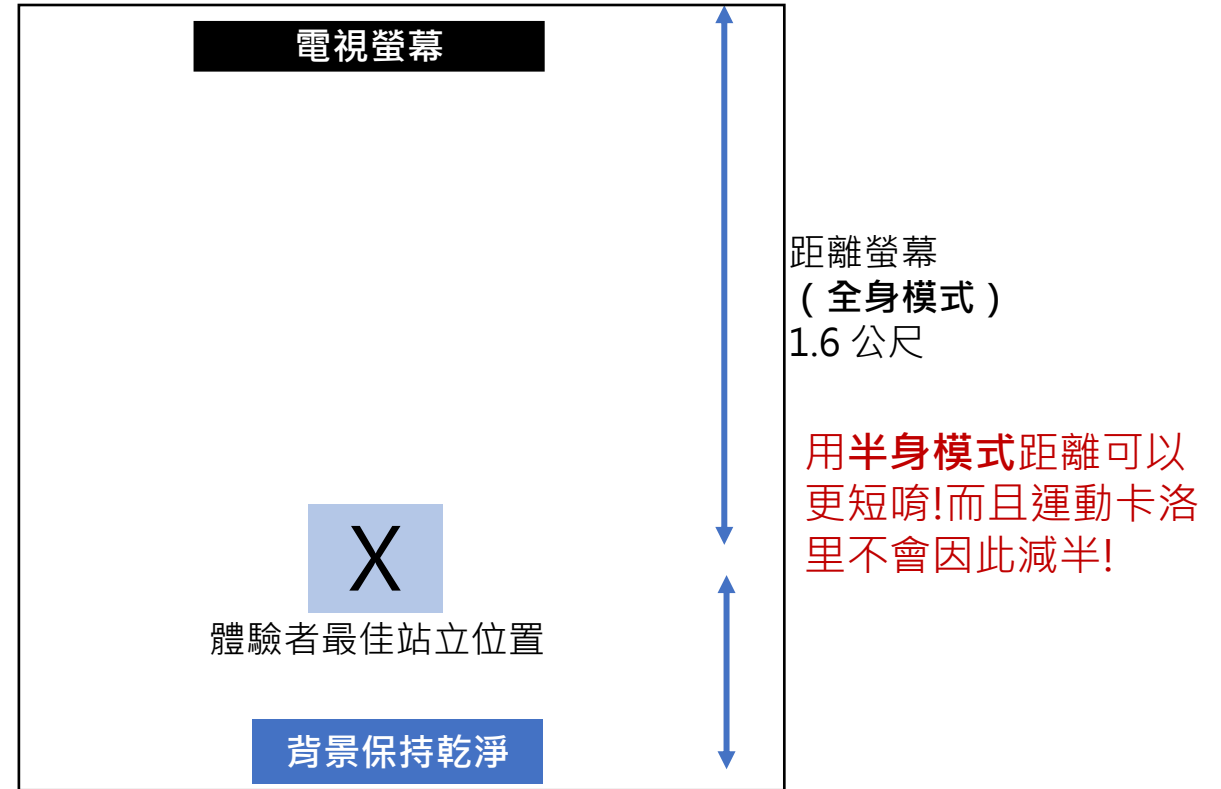 電視螢幕
距離螢幕
（全身模式）
1.6 公尺
用半身模式距離可以
更短唷!而且運動卡洛
里不會因此減半!
X
體驗者最佳站立位置
背景保持乾淨